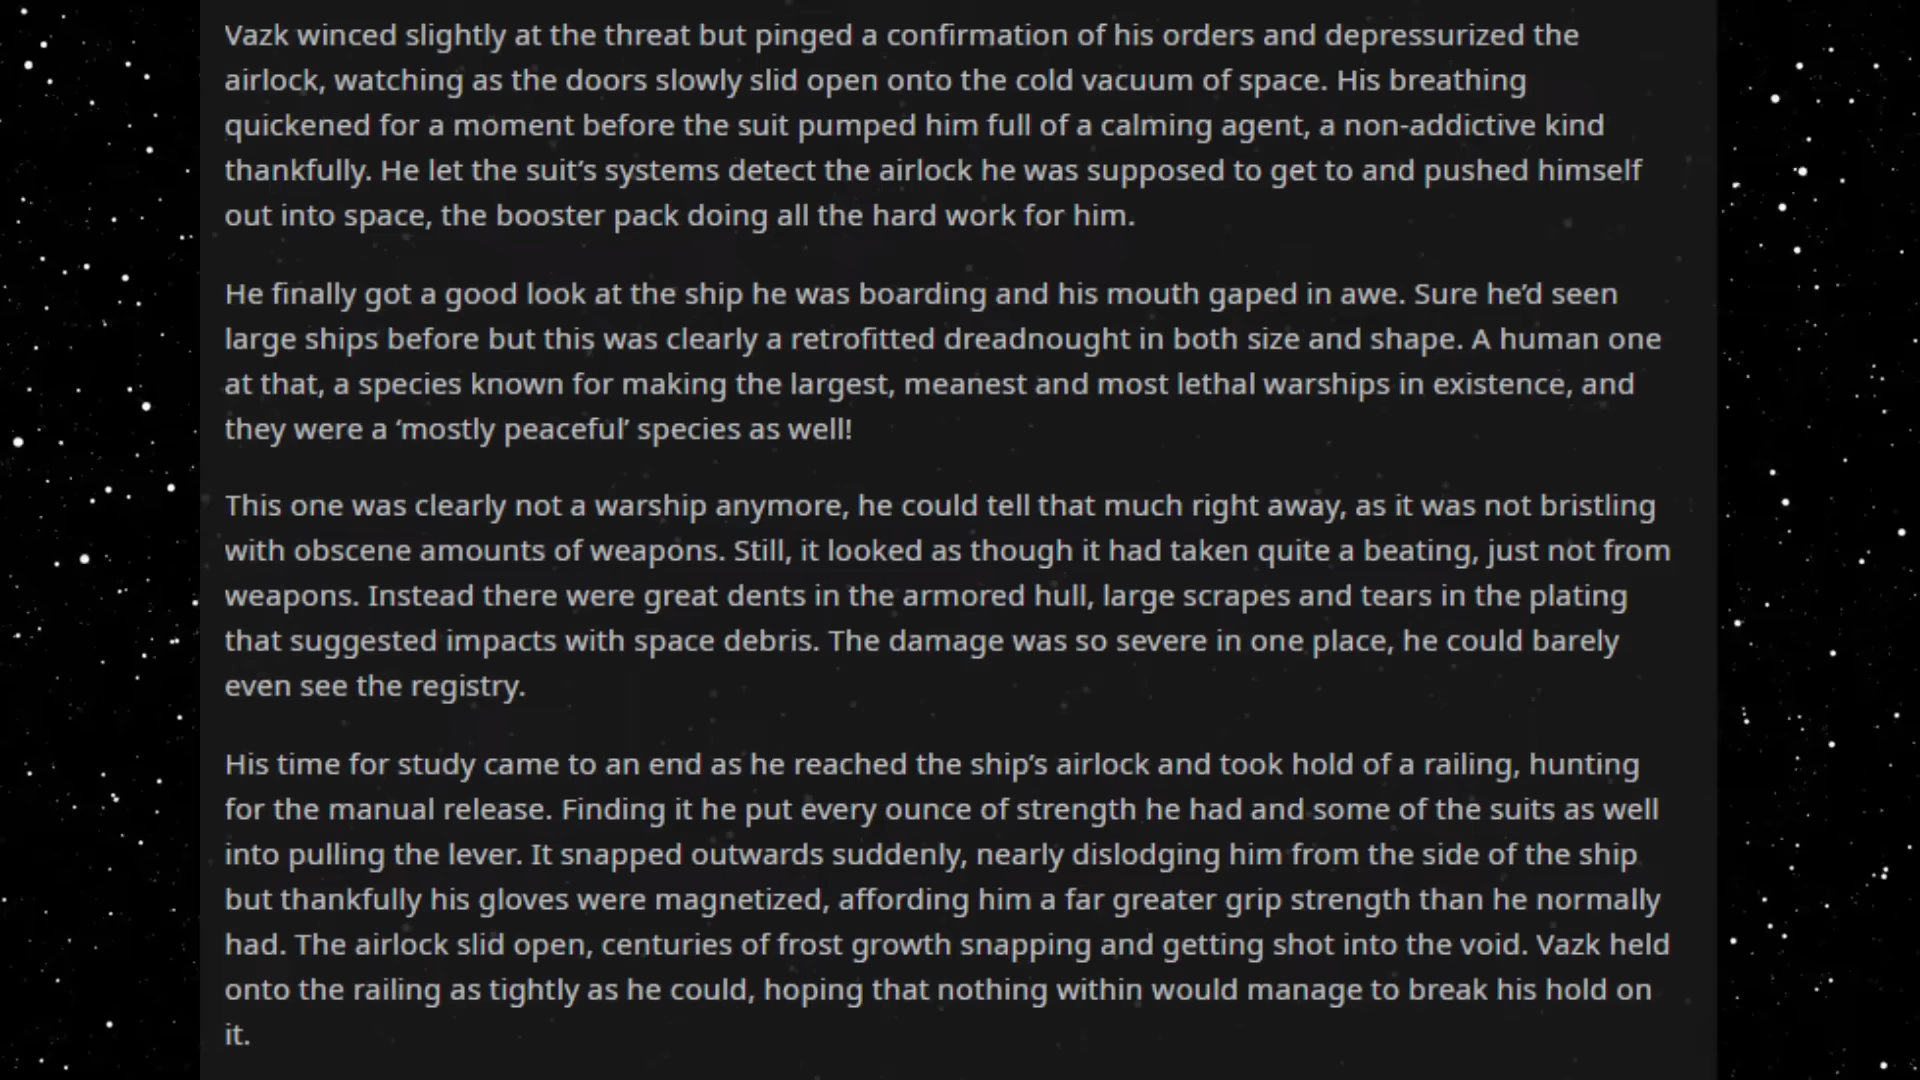 Vazk winced slightly at the threat but pinged a confirmation of his orders and depressurized the
airlock, watching as the doors slowly slid open onto the cold vacuum of space. His breathing
quickened for a moment before the suit pumped him full of a calming agent, a non-addictive kind
thankfully. He let the suit’s systems detect the airlock he was supposed to get to and pushed himself
out into space, the booster pack doing all the hard work for him.
He finally got a good look at the ship he was boarding and his mouth gaped in awe. Sure he’d seen
large ships before but this was clearly a retrofitted dreadnought in both size and shape. A human one
at that, a species known for making the largest, meanest and most lethal warships in existence, and
they were a ‘mostly peaceful’ species as well!
This one was clearly not a warship anymore, he could tell that much right away, as it was not bristling
with obscene amounts of weapons. Still, it looked as though it had taken quite a beating, just not from
weapons. Instead there were great dents in the armored hull, large scrapes and tears in the plating
that suggested impacts with space debris. The damage was so severe in one place, he could barely
even see the registry.
His time for study came to an end as he reached the ship’s airlock and took hold of a railing, hunting
for the manual release. Finding it he put every ounce of strength he had and some of the suits as well
into pulling the lever. It snapped outwards suddenly, nearly dislodging him from the side of the ship
but thankfully his gloves were magnetized, affording him a far greater grip strength than he normally
had. The airlock slid open, centuries of frost growth snapping and getting shot into the void. Vazk held
onto the railing as tightly as he could, hoping that nothing within would manage to break his hold on
it.